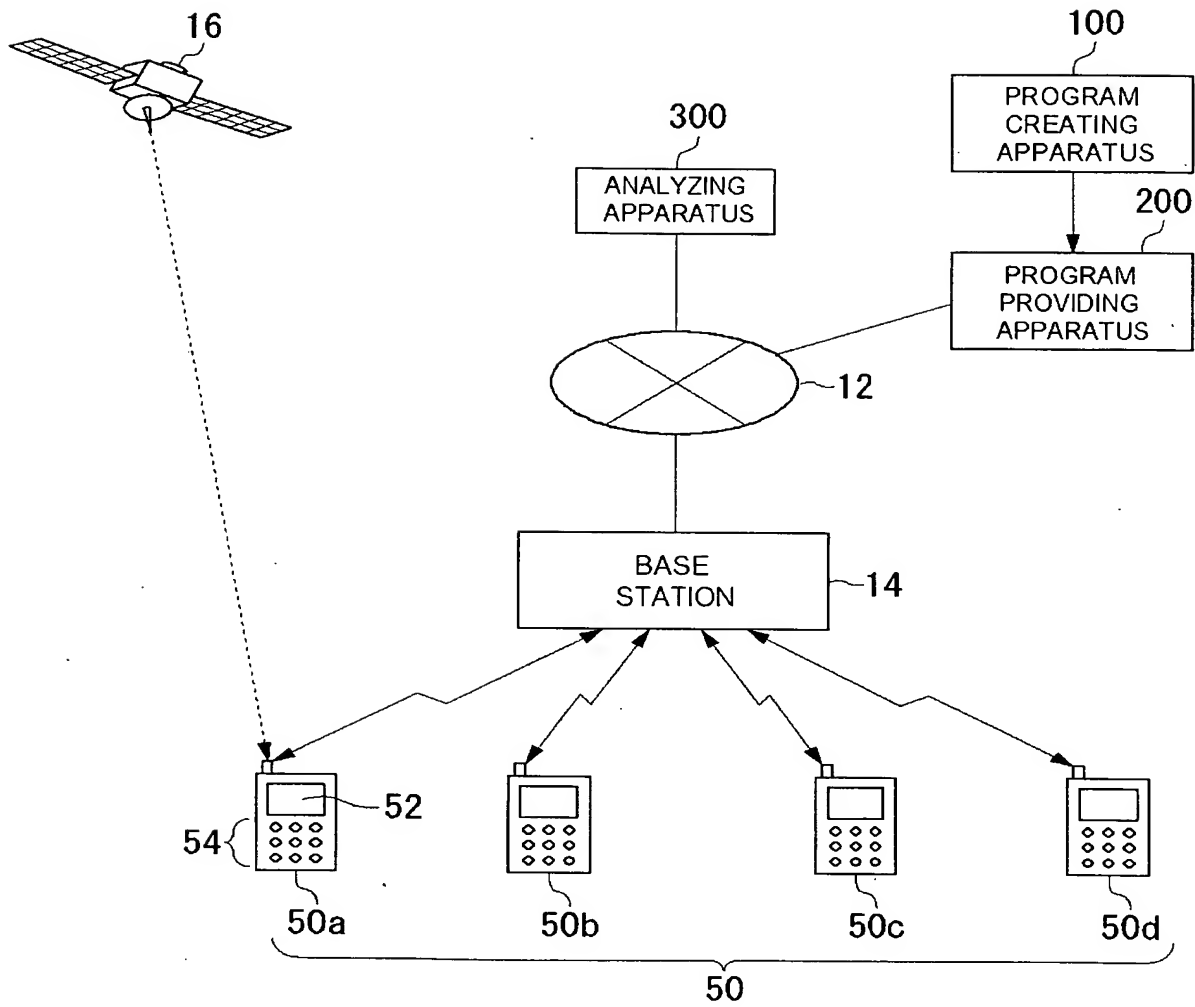 16
100
PROGRAM
CREATING
APPARATUS
300
ANALYZING
APPARATUS
200
PROGRAM
PROVIDING
APPARATUS
12
BASE
STATION
14
52
54
50a
50b
50c
50d
50